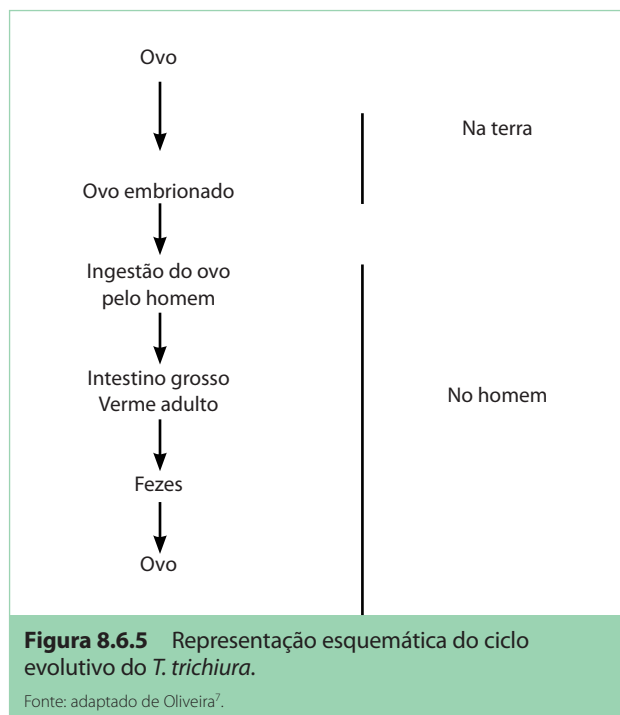 Ovo
Na terra
Ovo embrionado
Ingestão do ovo
pelo homem
Intestino grosso
Verme adulto
No homem
Fezes
Ovo
Figura 8.6.5 Representação esquemática do ciclo
evolutivo do T. trichiura.
Fonte: adaptado de Oliveira7.